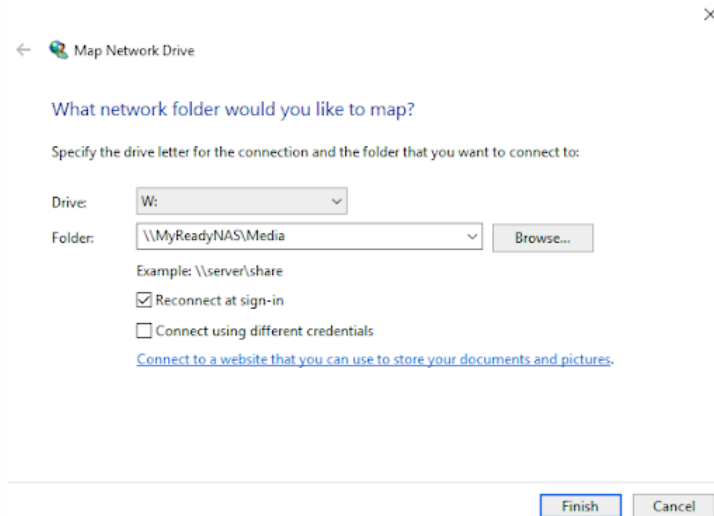 Map Network Drive
What network folder would you like to map?
Specify the drive letter for the connection and the folder that you want to connect to:
Drive: W:
Folder: \\MyReadyNAS\Media Browse...
Example: \\server\share
Reconnect at sign-in
Connect using different credentials
Connect to a website that you can use to store your documents and pictures.
Finish Cancel